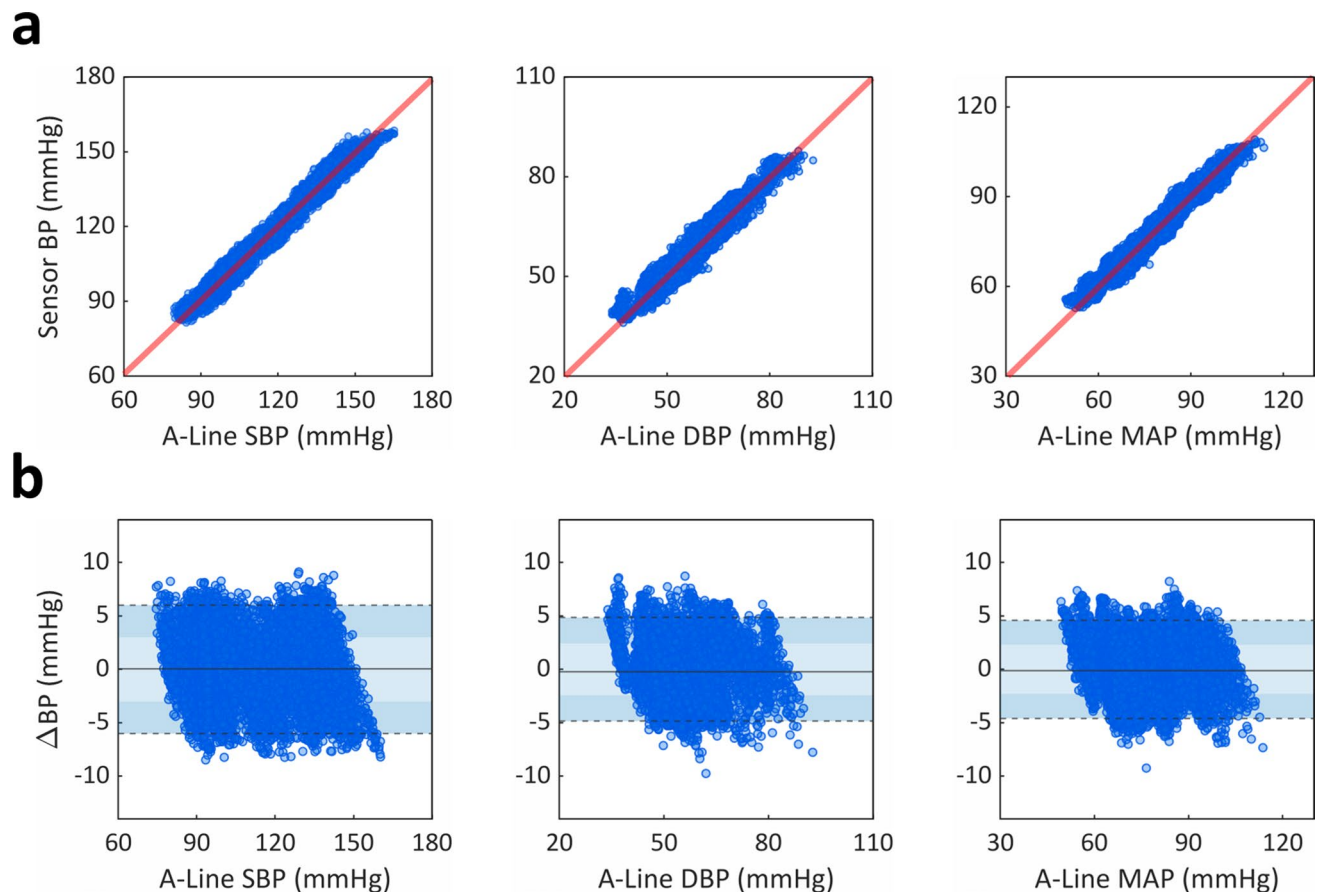 a
180
150
120
90
60
Sensor BP (mmHg)
60 90 120 150 180
A-Line SBP (mmHg)
110
80
50
20
20 50 80 110
A-Line DBP (mmHg)
120
90
60
30
30 60 90 120
A-Line MAP (mmHg)
b
10
5
0
-5
-10
ΔBP (mmHg)
60 90 120 150 180
A-Line SBP (mmHg)
10
5
0
-5
-10
20 50 80 110
A-Line DBP (mmHg)
10
5
0
-5
-10
30 60 90 120
A-Line MAP (mmHg)